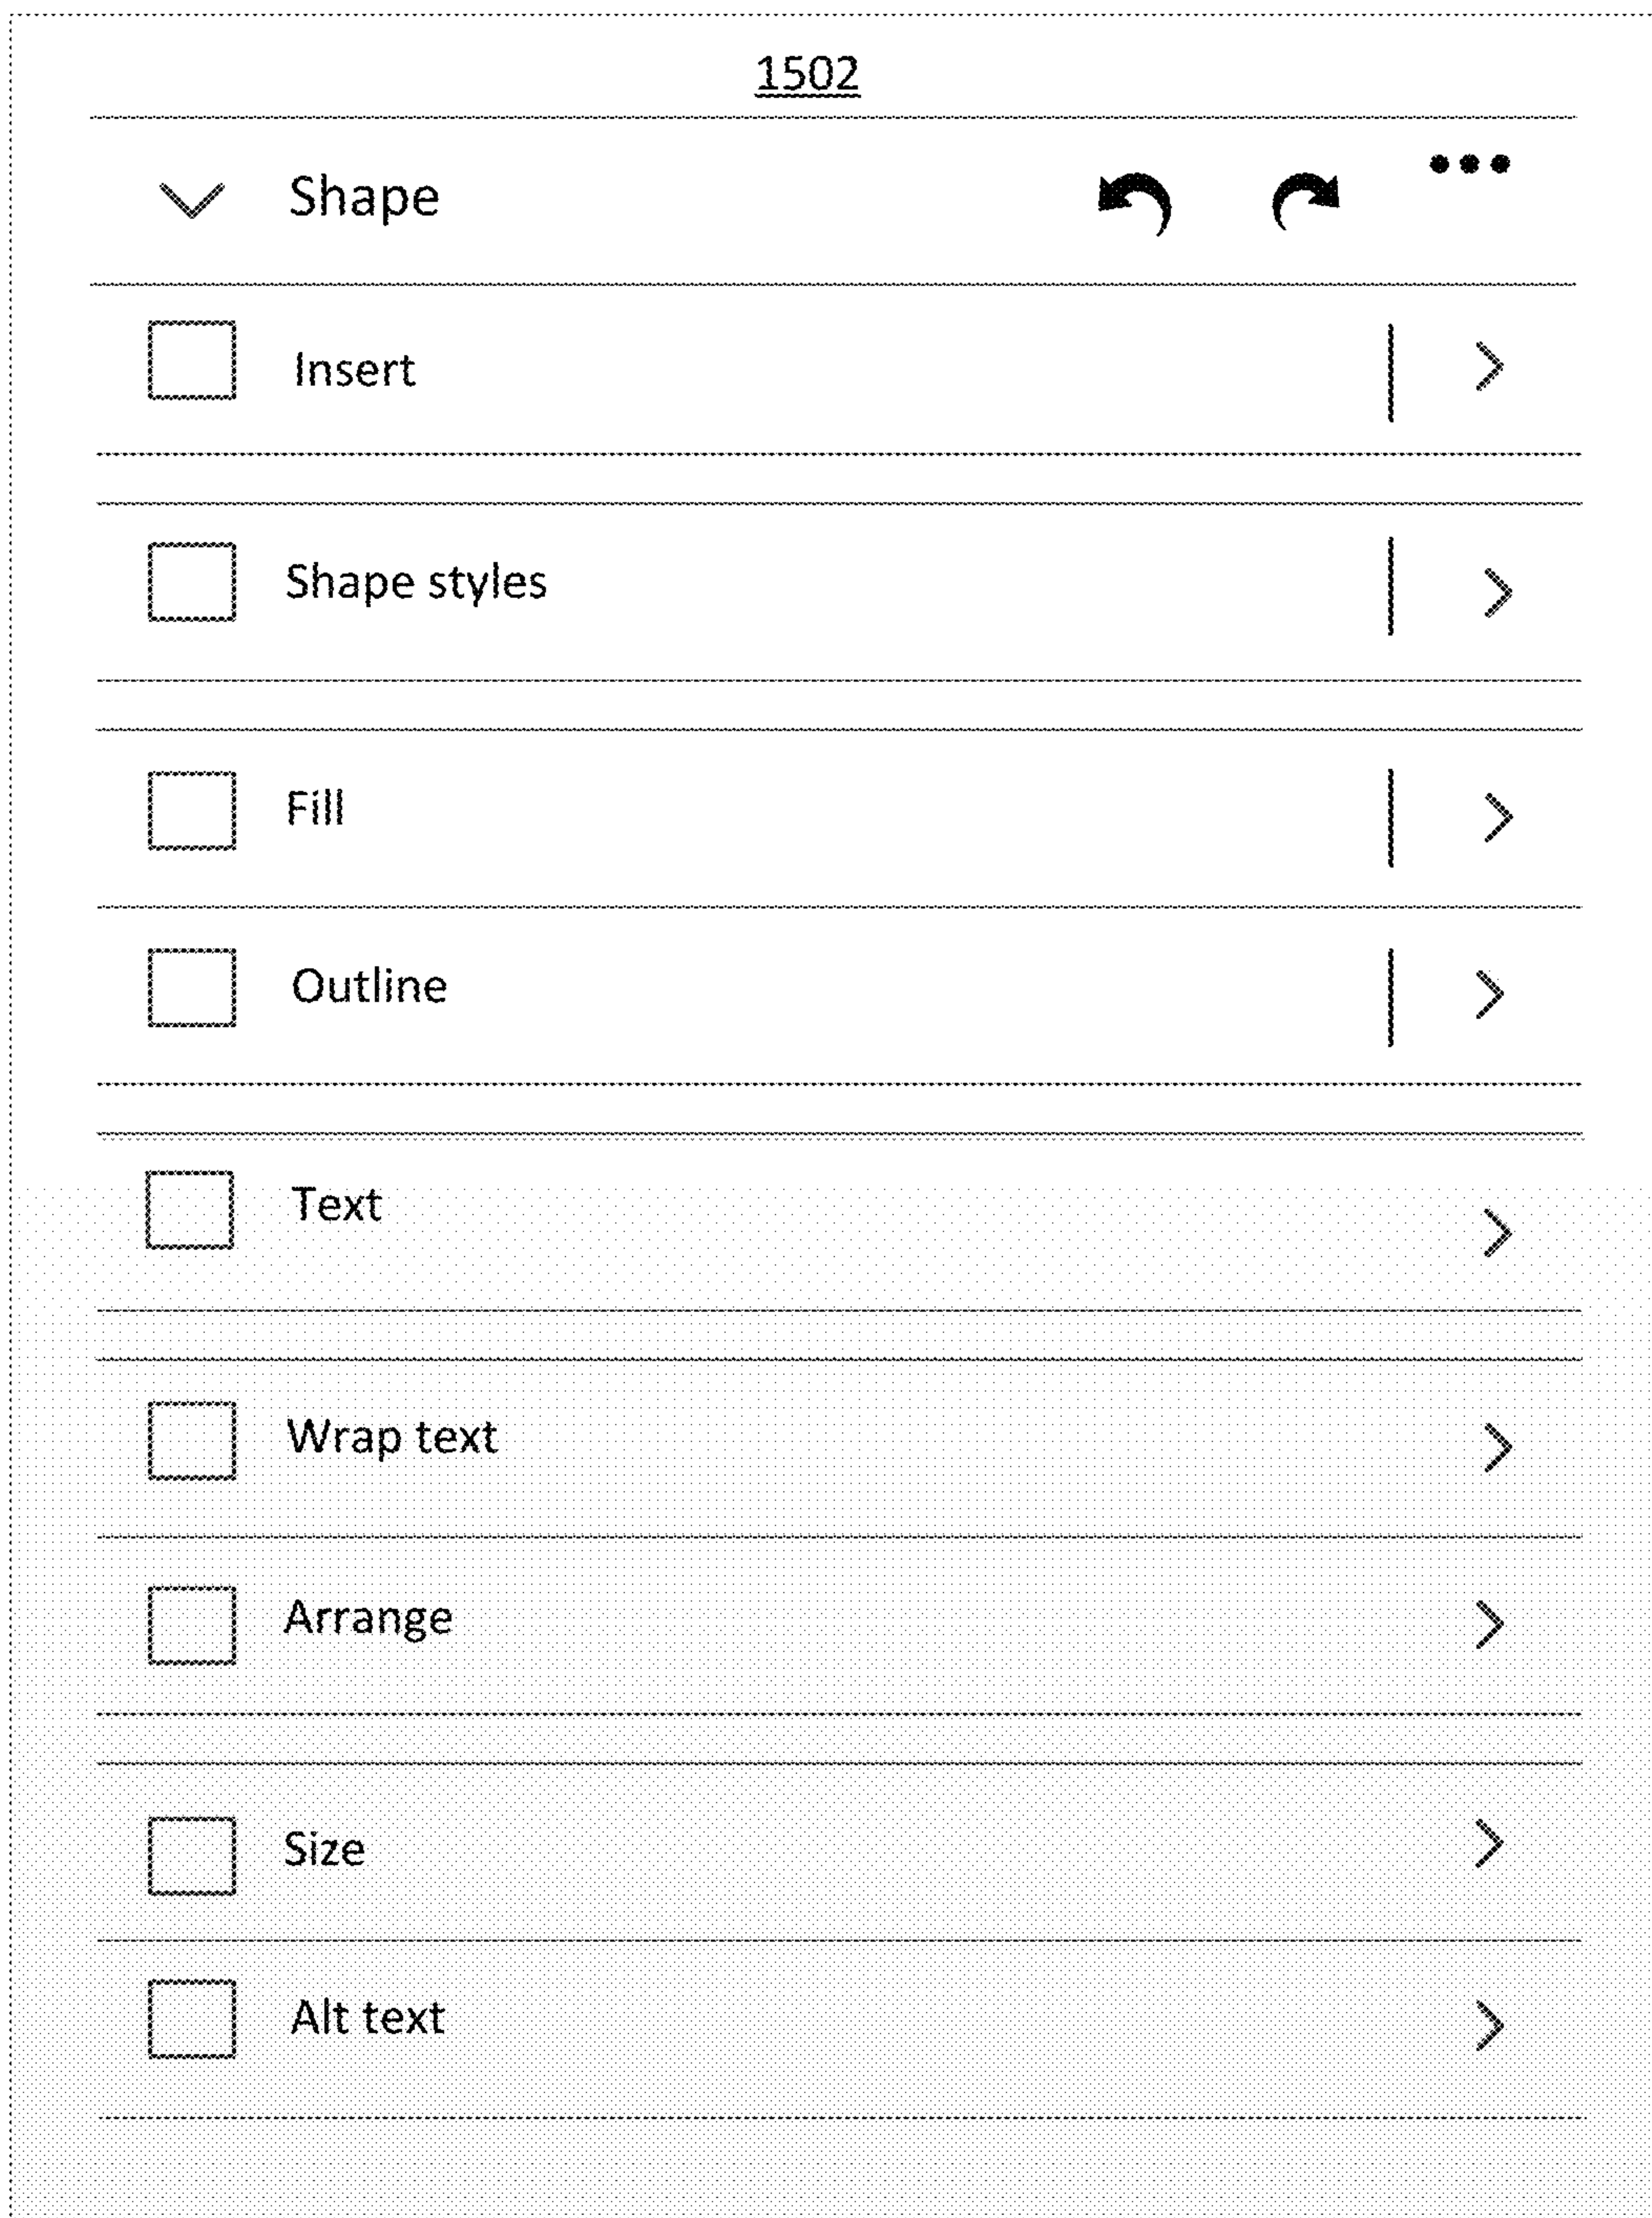 1502
Shape
Insert
Shape styles
Fill
Outline
Text
Wrap text
Arrange
Size
Alt text